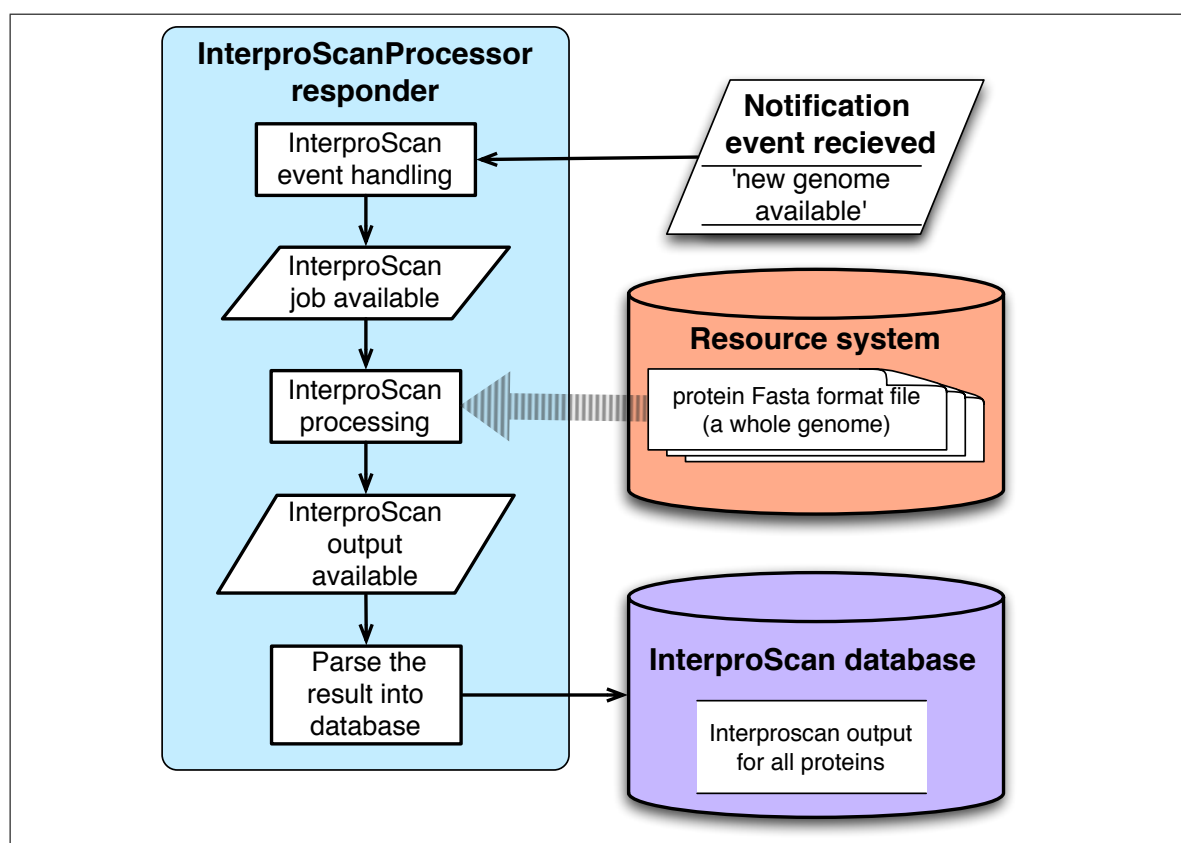 InterproScanProcessor
responder
InterproScan
event handling
InterproScan
job available
InterproScan
processing
InterproScan
output
available
Parse the
result into
database
Notification
event recieved
'new genome
available'
Resource system
protein Fasta format file
(a whole genome)
InterproScan database
Interproscan output
for all proteins